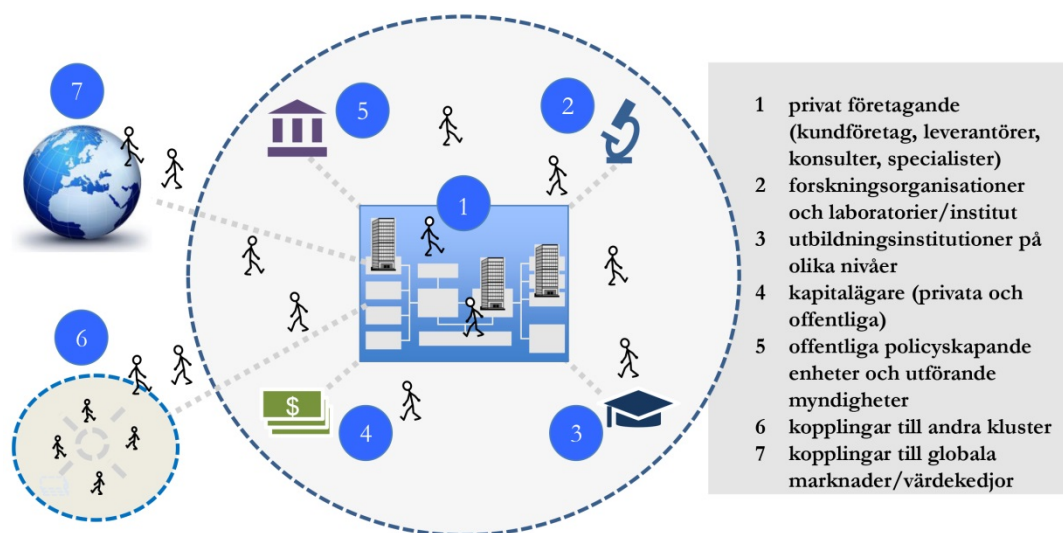 7
5
2
1
6
$
4
3
1 privat företagande
(kundföretag, leverantörer,
konsulter, specialister)
2 forskningsorganisationer
och laboratorier/institut
3 utbildningsinstitutioner på
olika nivåer
4 kapitalägare (privata och
offentliga)
5 offentliga policyskapande
enheter och utförande
myndigheter
6 kopplingar till andra kluster
7 kopplingar till globala
marknader/värdekedjor